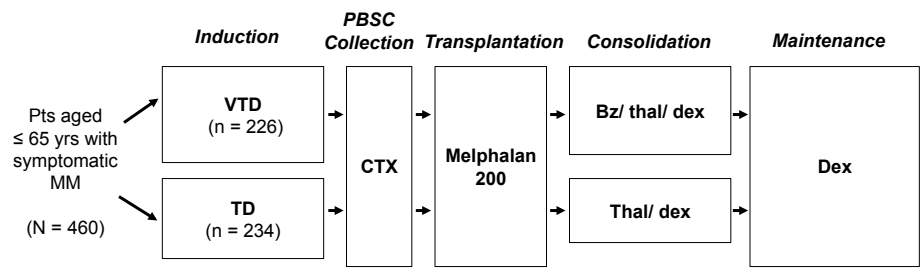 Induction
PBSC
Collection
Transplantation
Consolidation
Maintenance
Pts aged
≤ 65 yrs with
symptomatic
MM
(N = 460)
VTD
(n = 226)
TD
(n = 234)
CTX
Melphalan
200
Bz/ thal/ dex
Thal/ dex
Dex